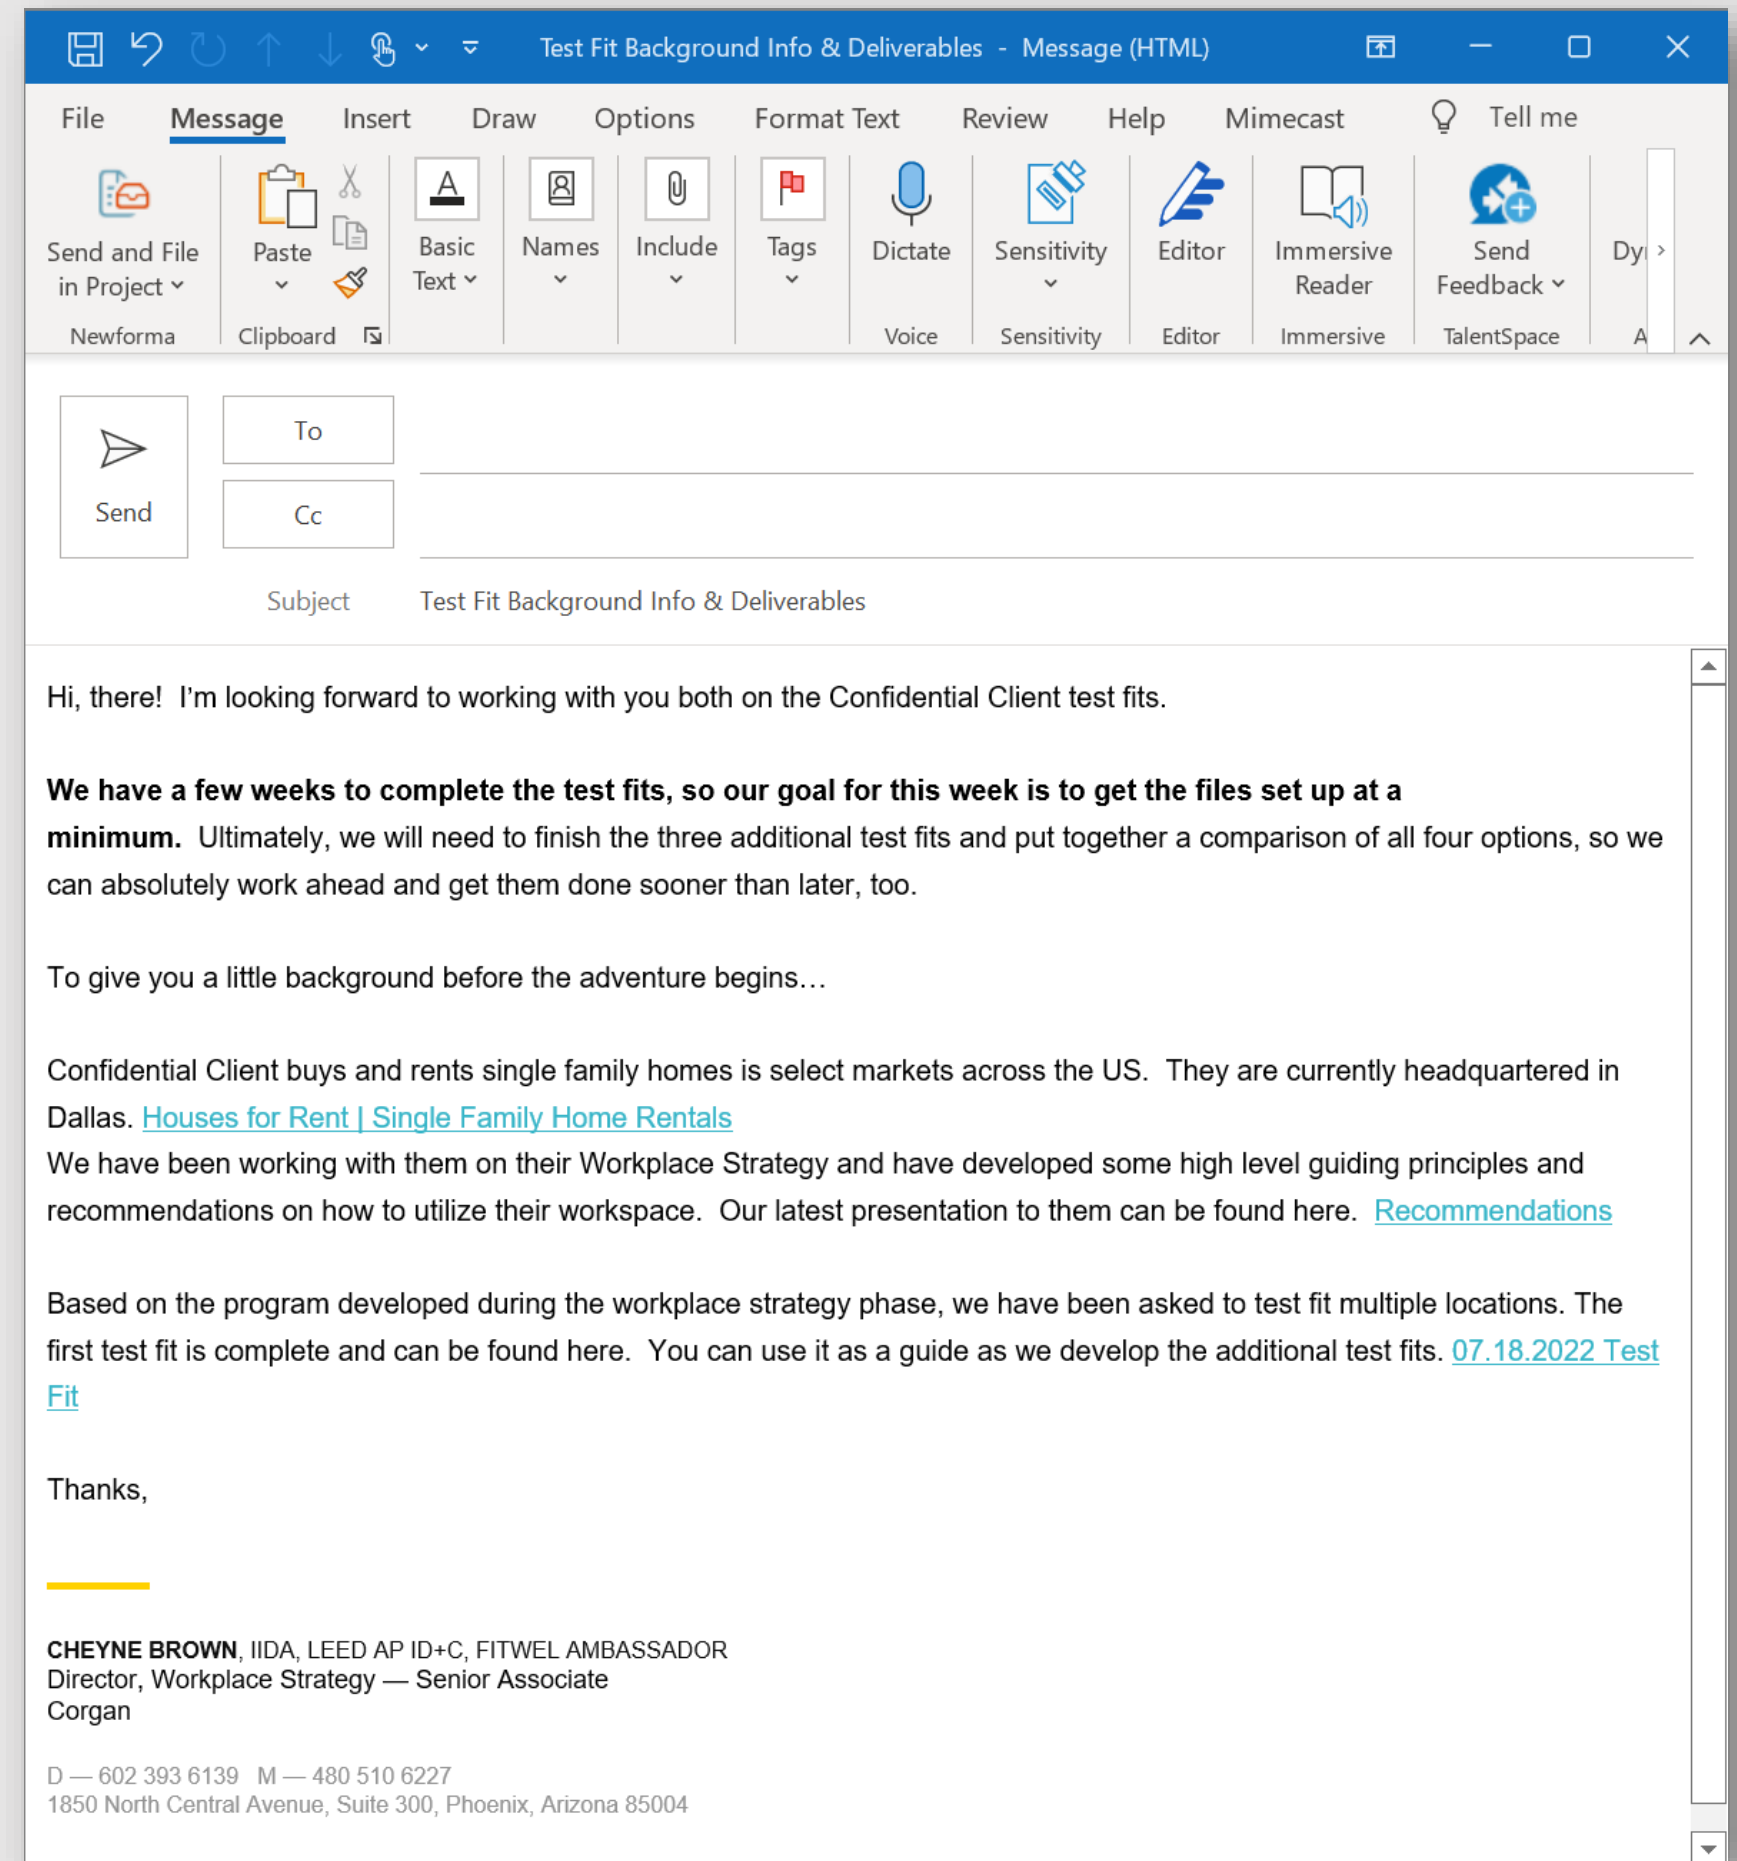 Test Fit Background Info & Deliverables - Message (HTML)
File Message Insert Draw Options Format Text Review Help Mimecast Tell me
Send and File
in Project
Paste
Basic
Text
Names
Include
Tags
Dictate
Sensitivity
Editor
Immersive
Reader
Send
Feedback
Newforma Clipboard Voice Sensitivity Editor Immersive TalentSpace
Send
To
Cc
Subject Test Fit Background Info & Deliverables
Hi, there!  I'm looking forward to working with you both on the Confidential Client test fits.
We have a few weeks to complete the test fits, so our goal for this week is to get the files set up at a
minimum.  Ultimately, we will need to finish the three additional test fits and put together a comparison of all four options, so we
can absolutely work ahead and get them done sooner than later, too.
To give you a little background before the adventure begins…
Confidential Client buys and rents single family homes is select markets across the US.  They are currently headquartered in
Dallas. Houses for Rent | Single Family Home Rentals
We have been working with them on their Workplace Strategy and have developed some high level guiding principles and
recommendations on how to utilize their workspace.  Our latest presentation to them can be found here.  Recommendations
Based on the program developed during the workplace strategy phase, we have been asked to test fit multiple locations. The
first test fit is complete and can be found here.  You can use it as a guide as we develop the additional test fits. 07.18.2022 Test
Fit
Thanks,
CHEYNE BROWN, IIDA, LEED AP ID+C, FITWEL AMBASSADOR
Director, Workplace Strategy — Senior Associate
Corgan
D — 602 393 6139   M — 480 510 6227
1850 North Central Avenue, Suite 300, Phoenix, Arizona 85004